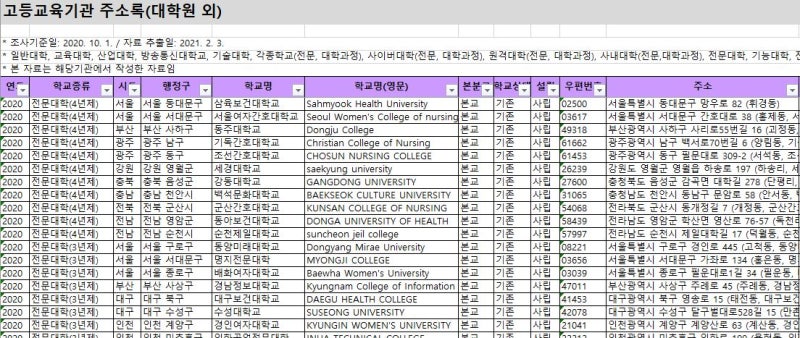 고등교육기관 주소록(대학원 외)
* 조사기준일: 2020. 10. 1. / 자료 추출일: 2021. 2. 3.
* 일반대학, 교육대학, 산업대학, 방송통신대학교, 기술대학, 각종학교(전문, 대학과정), 사이버대학(전문, 대학과정), 원격대학(전문, 대학과정), 사내대학(전문,대학과정), 전문대학, 기능대학, 전
* 본 자료는 해당기관에서 작성한 자료임
연도 학교종류 시도 행정구 학교명 학교명(영문) 본분교 학교상태 설립 우편번호 주소
2020 전문대학(4년제) 서울 서울 동대문구 삼육보건대학교 Sahmyook Health University 본교 기존 사립 02500 서울특별시 동대문구 망우로 82 (휘경동)
2020 전문대학(4년제) 서울 서울 서대문구 서울여자간호대학교 Seoul Women's College of nursing 본교 기존 사립 03617 서울특별시 서대문구 간호대로 38 (홍제동, 서
2020 전문대학(4년제) 부산 부산 사하구 동주대학교 Dongju College 본교 기존 사립 49318 부산광역시 사하구 사리로55번길 16 (괴정동,
2020 전문대학(4년제) 광주 광주 남구 기독간호대학교 Christian College of Nursing 본교 기존 사립 61662 광주광역시 남구 백서로70번길 6 (양림동, 기
2020 전문대학(4년제) 광주 광주 동구 조선간호대학교 CHOSUN NURSING COLLEGE 본교 기존 사립 61453 광주광역시 동구 필문대로 309-2 (서석동, 조
2020 전문대학(4년제) 강원 강원 영월군 세경대학교 saekyung university 본교 기존 사립 26239 강원도 영월군 영월읍 하송로 197 (하송리, 세
2020 전문대학(4년제) 충북 충북 음성군 강동대학교 GANGDONG UNIVERSITY 본교 기존 사립 27600 충청북도 음성군 감곡면 대학길 278 (단평리,
2020 전문대학(4년제) 충남 충남 천안시 백석문화대학교 BAEKSEOK CULTURE UNIVERSITY 본교 기존 사립 31065 충청남도 천안시 동남구 문암로 58 (안서동,
2020 전문대학(4년제) 전북 전북 군산시 군산간호대학교 KUNSAN COLLEGE OF NURSING 본교 기존 사립 54068 전라북도 군산시 동개정길 7 (개정동, 군산간호
2020 전문대학(4년제) 전남 전남 영암군 동아보건대학교 DONGA UNIVERSITY OF HEALTH 본교 기존 사립 58439 전라남도 영암군 학산면 영산로 76-57 (독천리
2020 전문대학(4년제) 전남 전남 순천시 순천제일대학교 suncheon jeil college 본교 기존 사립 57997 전라남도 순천시 제일대학길 17 (덕월동, 순천
2020 전문대학(3년제) 서울 서울 구로구 동양미래대학교 Dongyang Mirae University 본교 기존 사립 08221 서울특별시 구로구 경인로 445 (고척동, 동양
2020 전문대학(3년제) 서울 서울 서대문구 명지전문대학 MYONGJI COLLEGE 본교 기존 사립 03656 서울특별시 서대문구 가좌로 134 (홍은동, 명
2020 전문대학(3년제) 서울 서울 종로구 배화여자대학교 Baewha Women's University 본교 기존 사립 03039 서울특별시 종로구 필운대로1길 34 (필운동,
2020 전문대학(3년제) 부산 부산 사상구 경남정보대학교 Kyungnam College of Information 본교 기존 사립 47011 부산광역시 사상구 주례로 45 (주례동, 경남정
2020 전문대학(3년제) 대구 대구 북구 대구보건대학교 DAEGU HEALTH COLLEGE 본교 기존 사립 41453 대구광역시 북구 영송로 15 (태전동, 대구보
2020 전문대학(3년제) 대구 대구 수성구 수성대학교 SUSEONG UNIVERSITY 본교 기존 사립 42078 대구광역시 수성구 달구벌대로528길 15 (만촌
2020 전문대학(3년제) 인천 인천 계양구 경인여자대학교 KYUNGIN WOMEN'S UNIVERSITY 본교 기존 사립 21041 인천광역시 계양구 계양산로 63 (계산동, 경